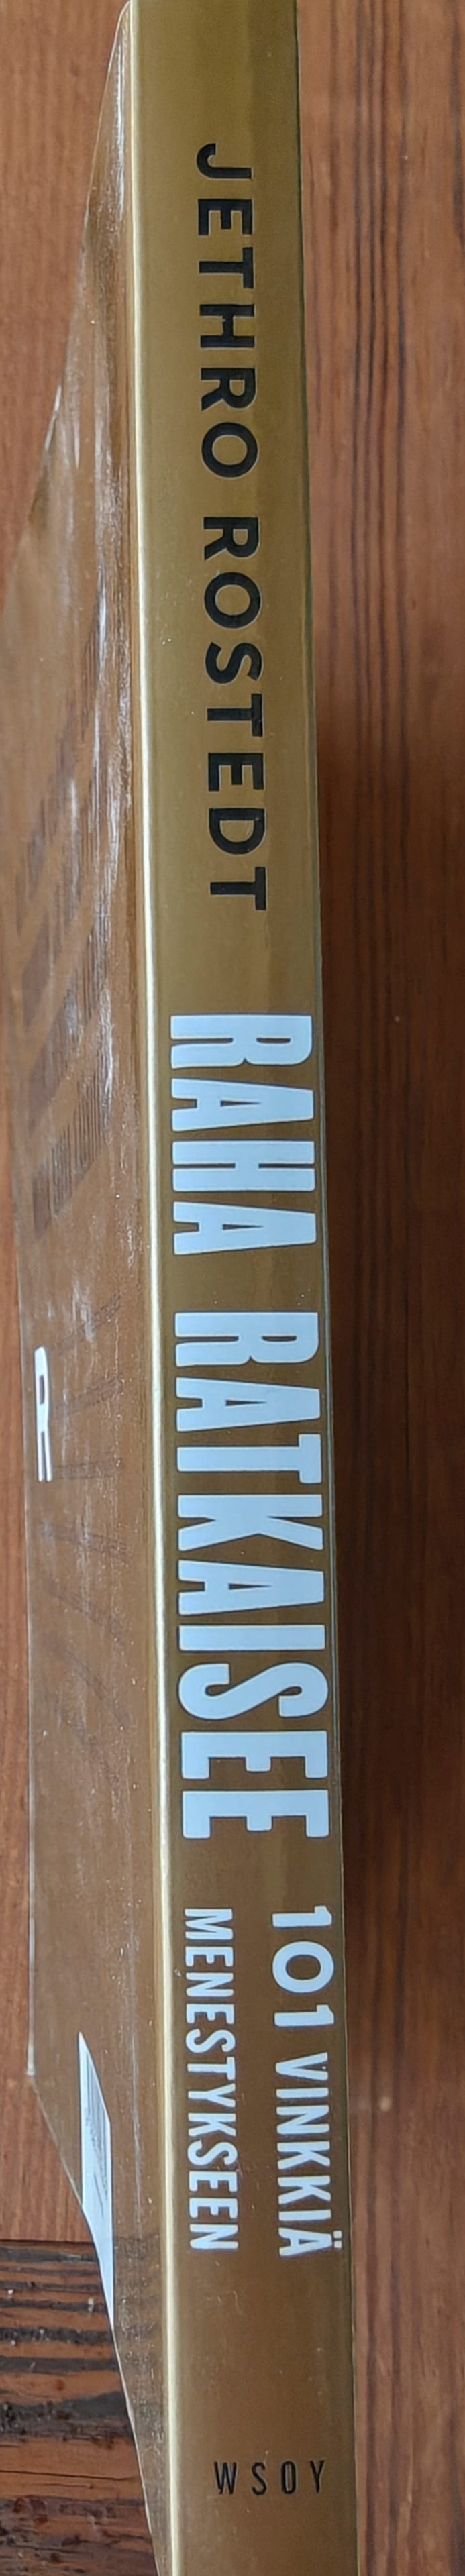 JETHRO ROSTEDT
RAHA RATKAISEE
101 VINKKIÄ
MENESTYKSEEN
WSOY